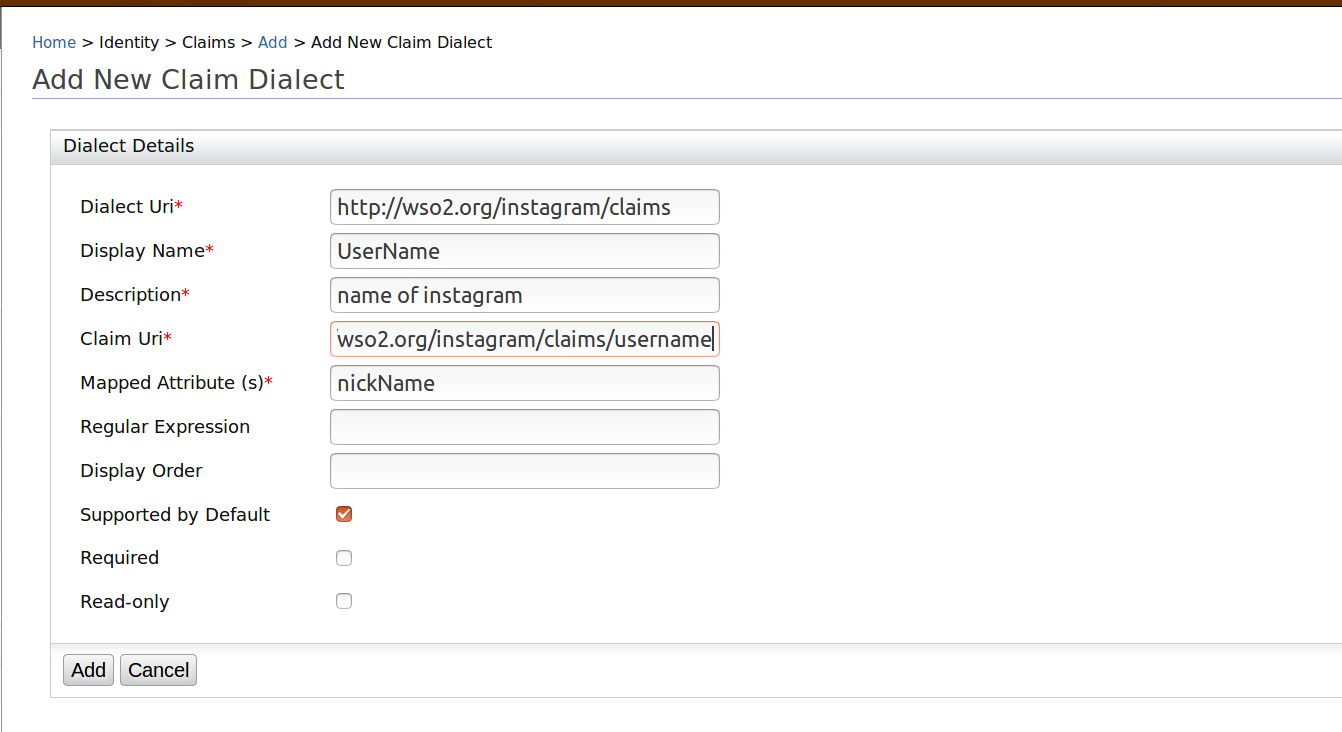 Home > Identity > Claims > Add > Add New Claim Dialect
Add New Claim Dialect
Dialect Details
Dialect Uri* http://wso2.org/instagram/claims
Display Name* UserName
Description* name of instagram
Claim Uri* wso2.org/instagram/claims/username
Mapped Attribute (s)* nickName
Regular Expression
Display Order
Supported by Default
Required
Read-only
Add Cancel